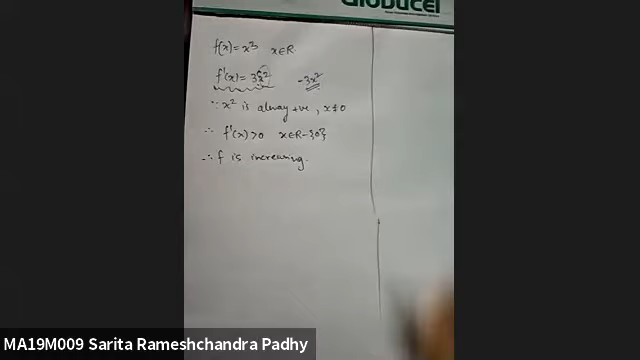 Globucel
f(x) = x³ x∈R.
f'(x) = 3x² -3x²
∵ x² is alway +ve, x≠0
∴ f'(x)>0 x∈R-{0}
∴ f is increasing.
MA19M009 Sarita Rameshchandra Padhy